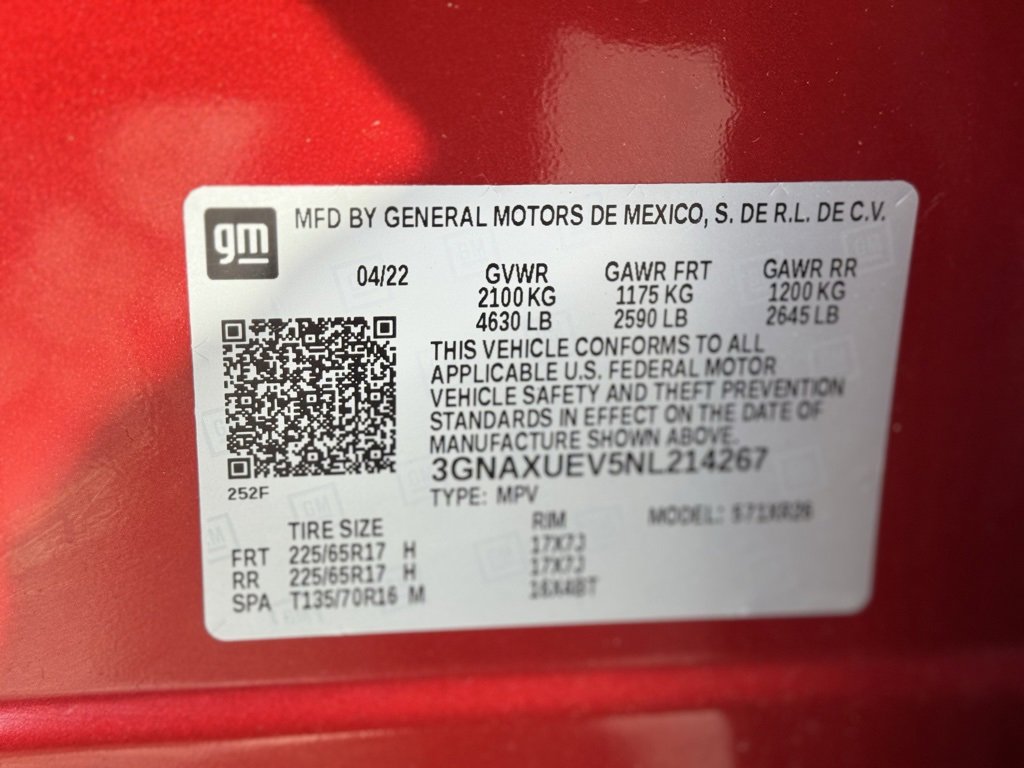 gm
MFD BY GENERAL MOTORS DE MEXICO, S. DE R.L. DE C.V.
04/22 GVWR GAWR FRT GAWR RR
2100 KG 1175 KG 1200 KG
4630 LB 2590 LB 2645 LB
THIS VEHICLE CONFORMS TO ALL
APPLICABLE U.S. FEDERAL MOTOR
VEHICLE SAFETY AND THEFT PREVENTION
STANDARDS IN EFFECT ON THE DATE OF
MANUFACTURE SHOWN ABOVE.
3GNAXUEV5NL214267
252F
TYPE: MPV
TIRE SIZE RIM MODEL:
FRT 225/65R17 H 17X7J
RR 225/65R17 H 17X7J
SPA T135/70R16 M